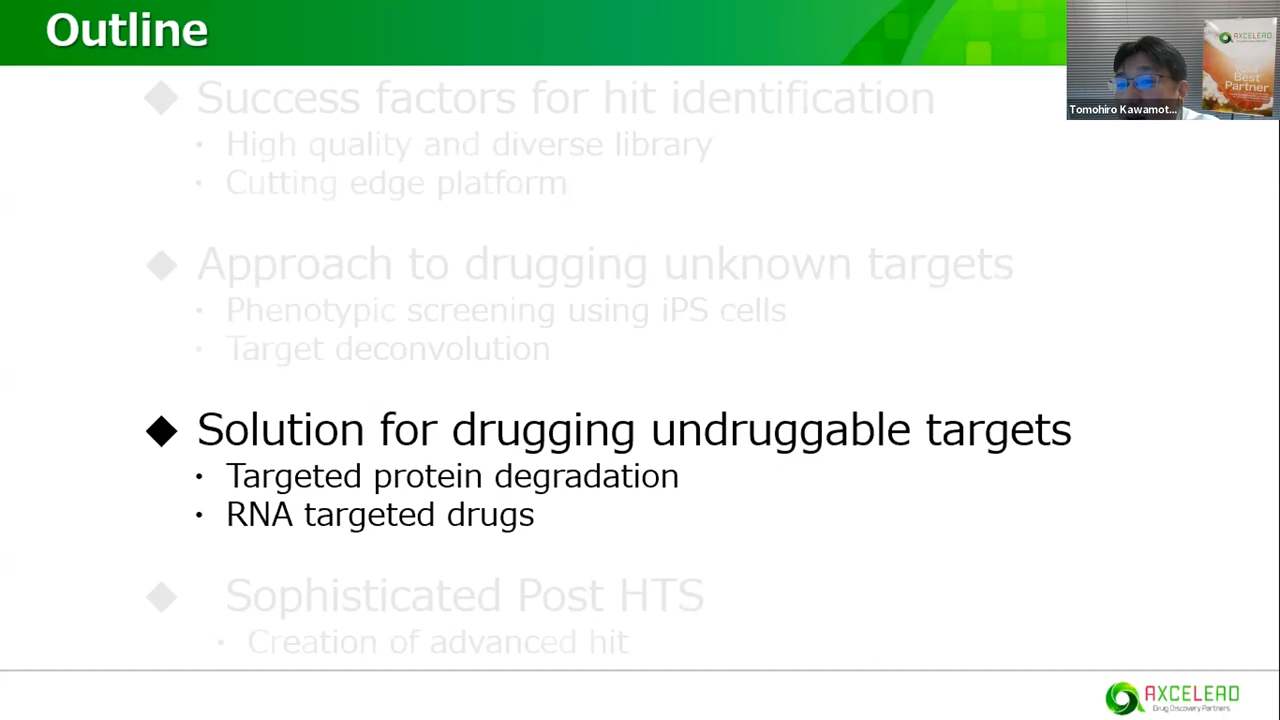 Outline
◆ Success factors for hit identification
・ High quality and diverse library
・ Cutting edge platform
◆ Approach to drugging unknown targets
・ Phenotypic screening using iPS cells
・ Target deconvolution
◆ Solution for drugging undruggable targets
・ Targeted protein degradation
・ RNA targeted drugs
◆ Sophisticated Post HTS
・ Creation of advanced hit
AXCELEAD
Best
Partner
Tomohiro Kawamot...
AXCELEAD
Drug Discovery Partners